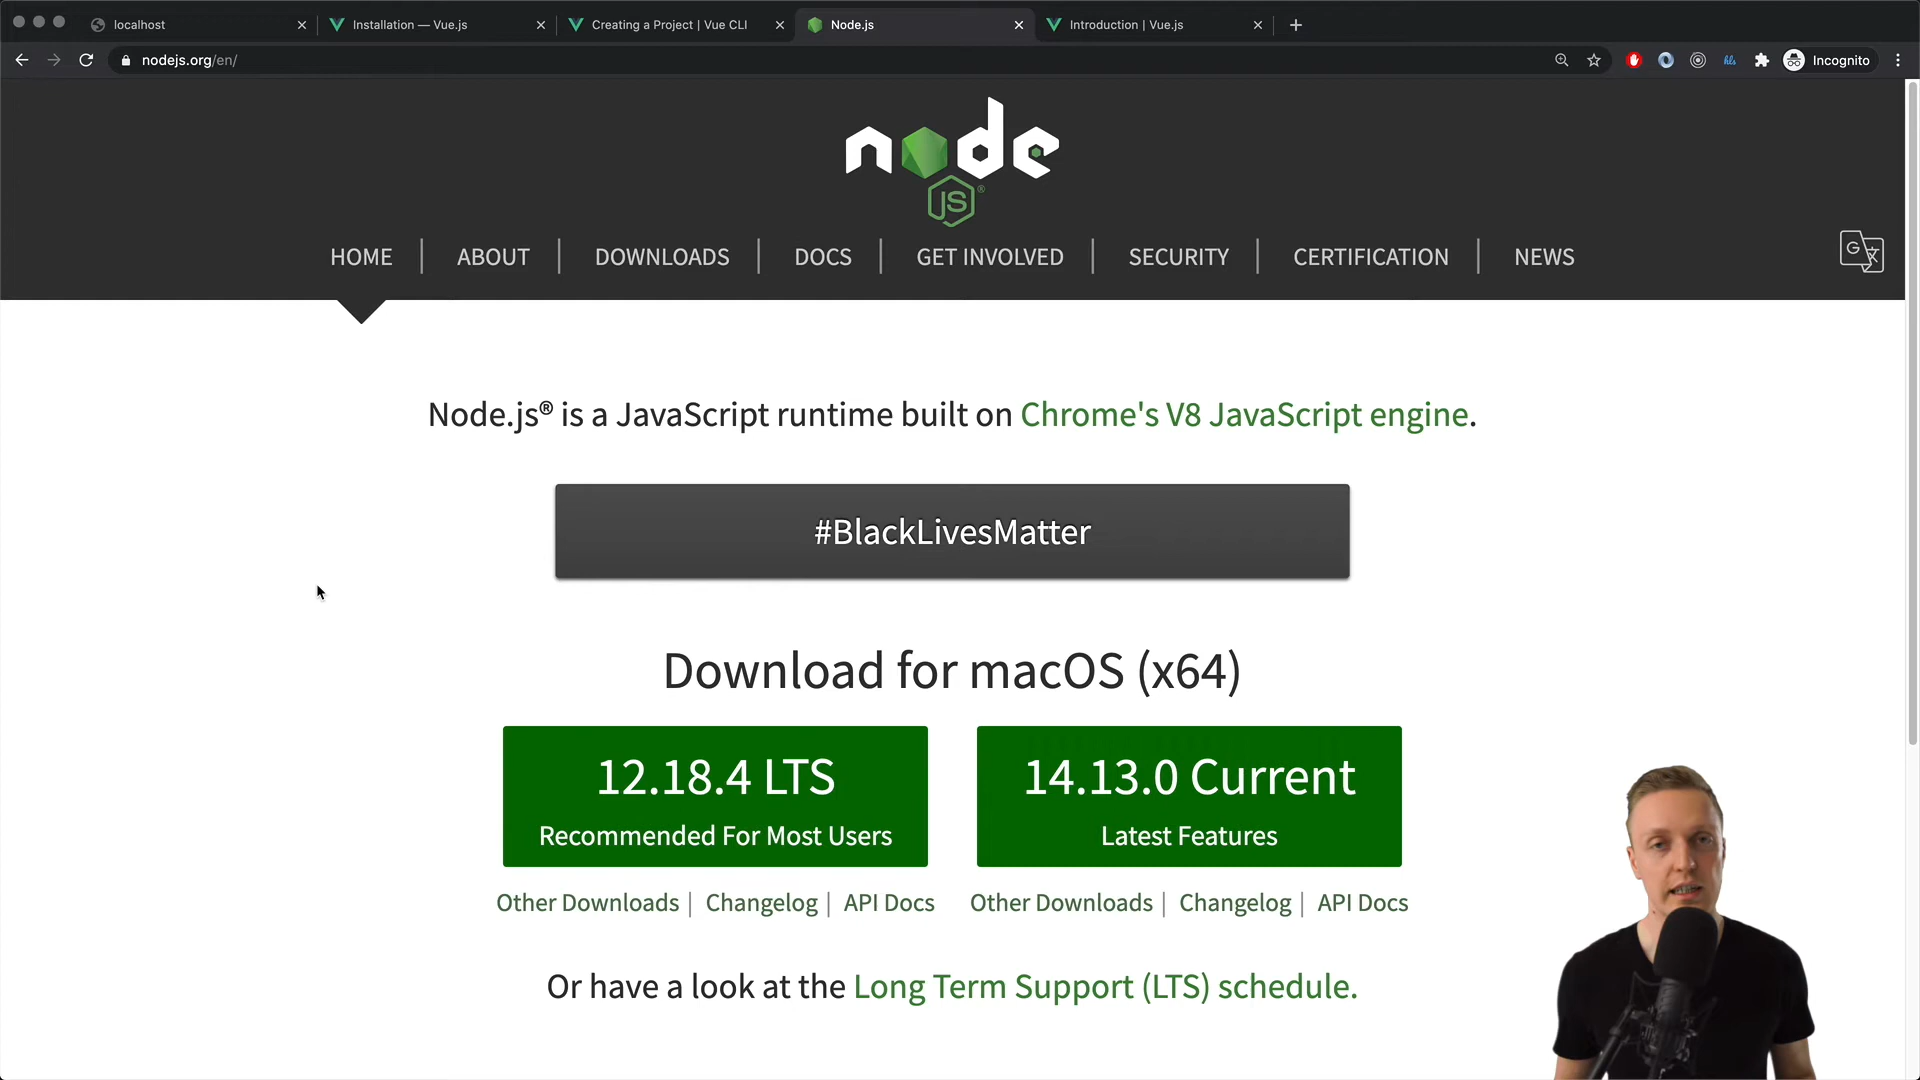 localhost
Installation — Vue.js
Creating a Project | Vue CLI
Node.js
Introduction | Vue.js
nodejs.org/en/
hls
Incognito
node
JS®
HOME | ABOUT | DOWNLOADS | DOCS | GET INVOLVED | SECURITY | CERTIFICATION | NEWS
G
Node.js® is a JavaScript runtime built on Chrome's V8 JavaScript engine.
#BlackLivesMatter
Download for macOS (x64)
12.18.4 LTS
Recommended For Most Users
14.13.0 Current
Latest Features
Other Downloads | Changelog | API Docs
Other Downloads | Changelog | API Docs
Or have a look at the Long Term Support (LTS) schedule.